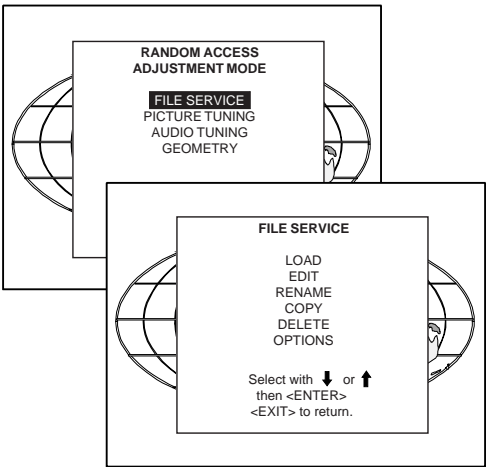 RANDOM ACCESS
ADJUSTMENT MODE
FILE SERVICE
PICTURE TUNING
AUDIO TUNING
GEOMETRY
FILE SERVICE
LOAD
EDIT
RENAME
COPY
DELETE
OPTIONS
Select with ⬇ or ⬆
then <ENTER>
<EXIT> to return.